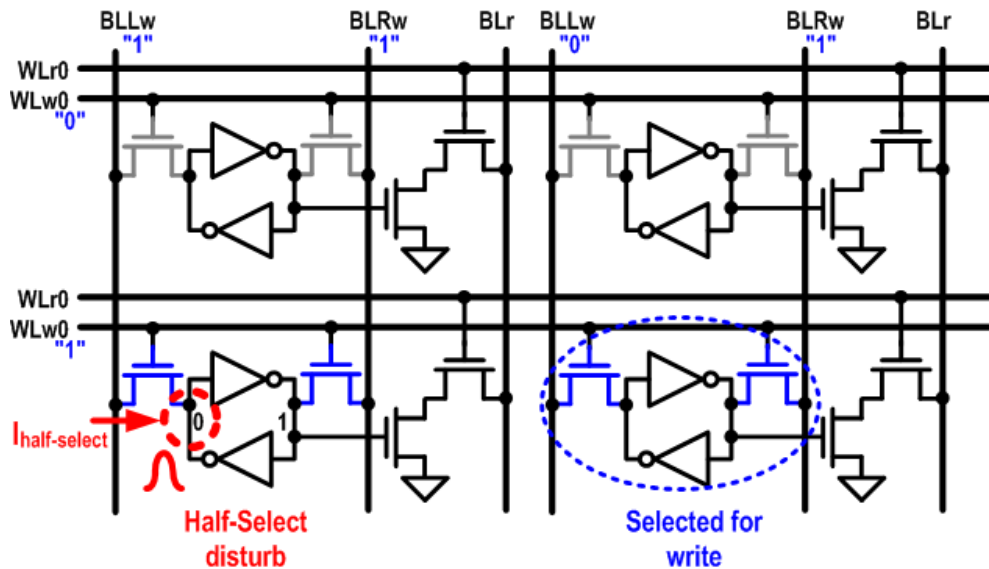 BLLw BLRw BLr BLLw BLRw BLr
"1" "1" "0" "1"
WLr0
WLw0
"0"
WLr0
WLw0
"1"
0 1
Ihalf-select
Half-Select
disturb
Selected for
write